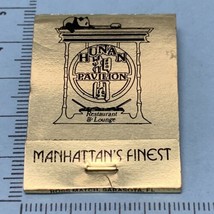 HUNAN
PAVILION
Restaurant
& Lounge
MANHATTAN'S FINEST